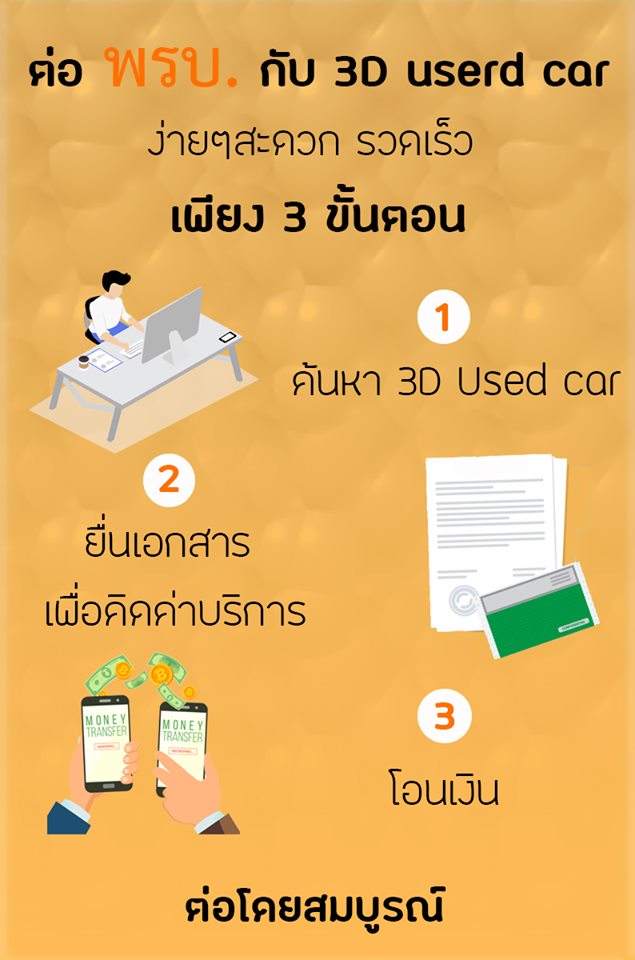 ต่อ พรบ. กับ 3D userd car
ง่ายๆสะดวก รวดเร็ว
เพียง 3 ขั้นตอน
1
ค้นหา 3D Used car
2
ยื่นเอกสาร
เพื่อคิดค่าบริการ
MONEY
TRANSFER
MONEY
TRANSFER
3
โอนเงิน
ต่อโดยสมบูรณ์